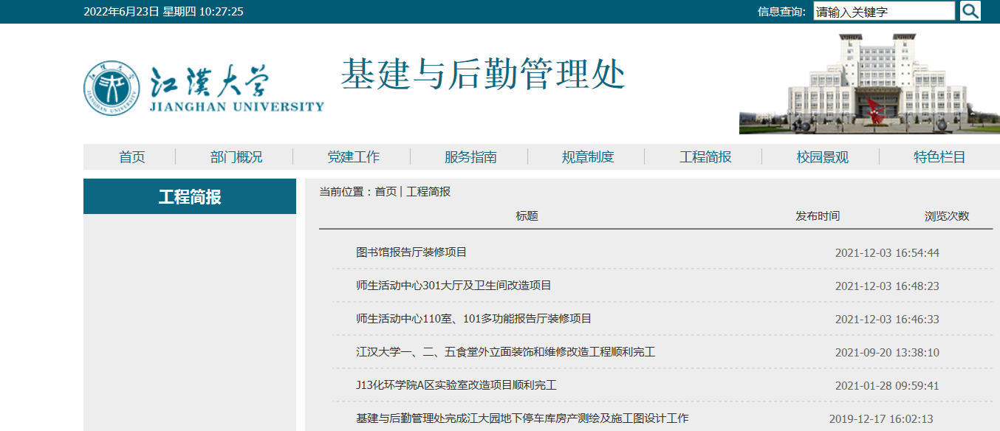 2022年6月23日 星期四 10:27:25 信息查询: 请输入关键字
江漢大学 基建与后勤管理处
JIANGHAN UNIVERSITY
首页 部门概况 党建工作 服务指南 规章制度 工程简报 校园景观 特色栏目
工程简报
当前位置：首页 | 工程简报
标题 发布时间 浏览次数
图书馆报告厅装修项目 2021-12-03 16:54:44
师生活动中心301大厅及卫生间改造项目 2021-12-03 16:48:23
师生活动中心110室、101多功能报告厅装修项目 2021-12-03 16:46:33
江汉大学一、二、五食堂外立面装饰和维修改造工程顺利完工 2021-09-20 13:38:10
J13化环学院A区实验室改造项目顺利完工 2021-01-28 09:59:41
基建与后勤管理处完成江大园地下停车库房产测绘及施工图设计工作 2019-12-17 16:02:13